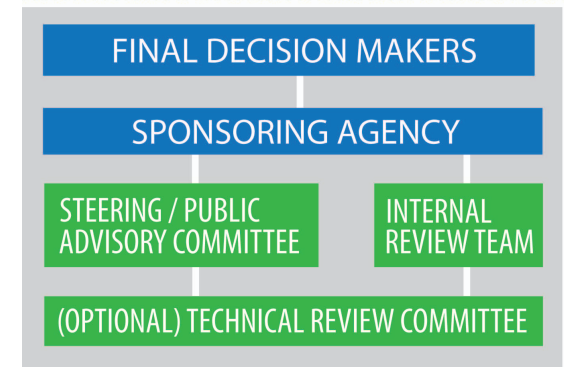 FINAL DECISION MAKERS
SPONSORING AGENCY
STEERING / PUBLIC
ADVISORY COMMITTEE
INTERNAL
REVIEW TEAM
(OPTIONAL) TECHNICAL REVIEW COMMITTEE